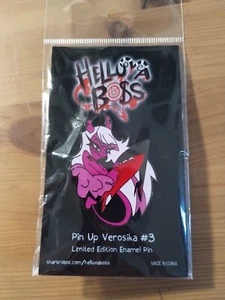 HELLUVA
BOSS
Pin Up Verosika #3
Limited Edition Enamel Pin
sharkrobot.com/helluvaboss
MADE IN CHINA